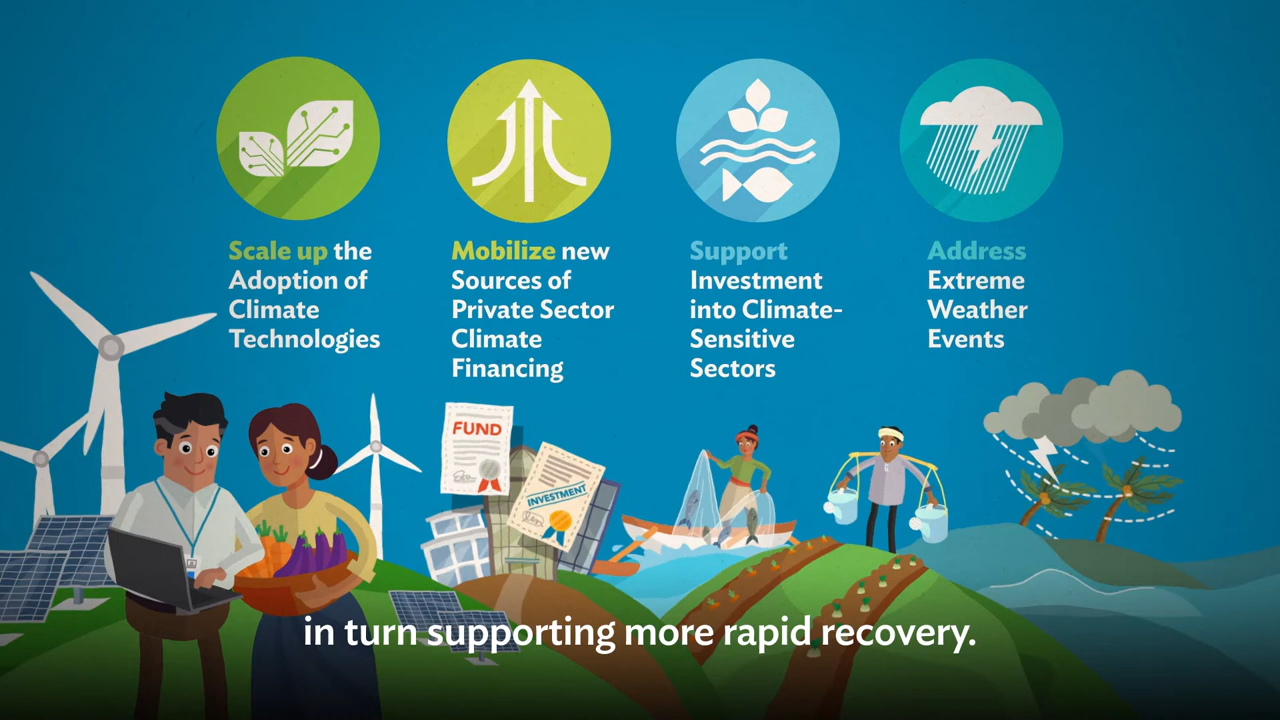 Scale up the
Adoption of
Climate
Technologies
Mobilize new
Sources of
Private Sector
Climate
Financing
Support
Investment
into Climate-
Sensitive
Sectors
Address
Extreme
Weather
Events
FUND
INVESTMENT
in turn supporting more rapid recovery.